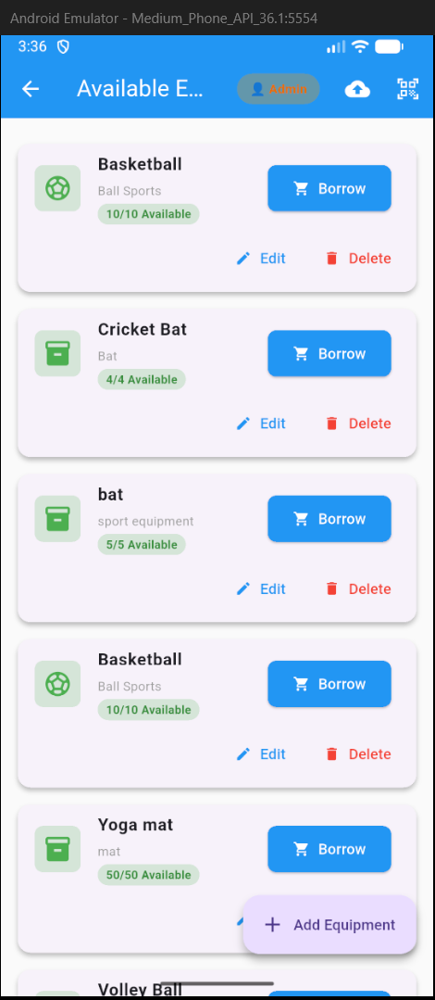 Android Emulator - Medium_Phone_API_36.1:5554
3:36
Available E...
Admin
Basketball
Ball Sports
10/10 Available
Borrow
Edit
Delete
Cricket Bat
Bat
4/4 Available
Borrow
Edit
Delete
bat
sport equipment
5/5 Available
Borrow
Edit
Delete
Basketball
Ball Sports
10/10 Available
Borrow
Edit
Delete
Yoga mat
mat
50/50 Available
Borrow
Add Equipment
Volley Ball